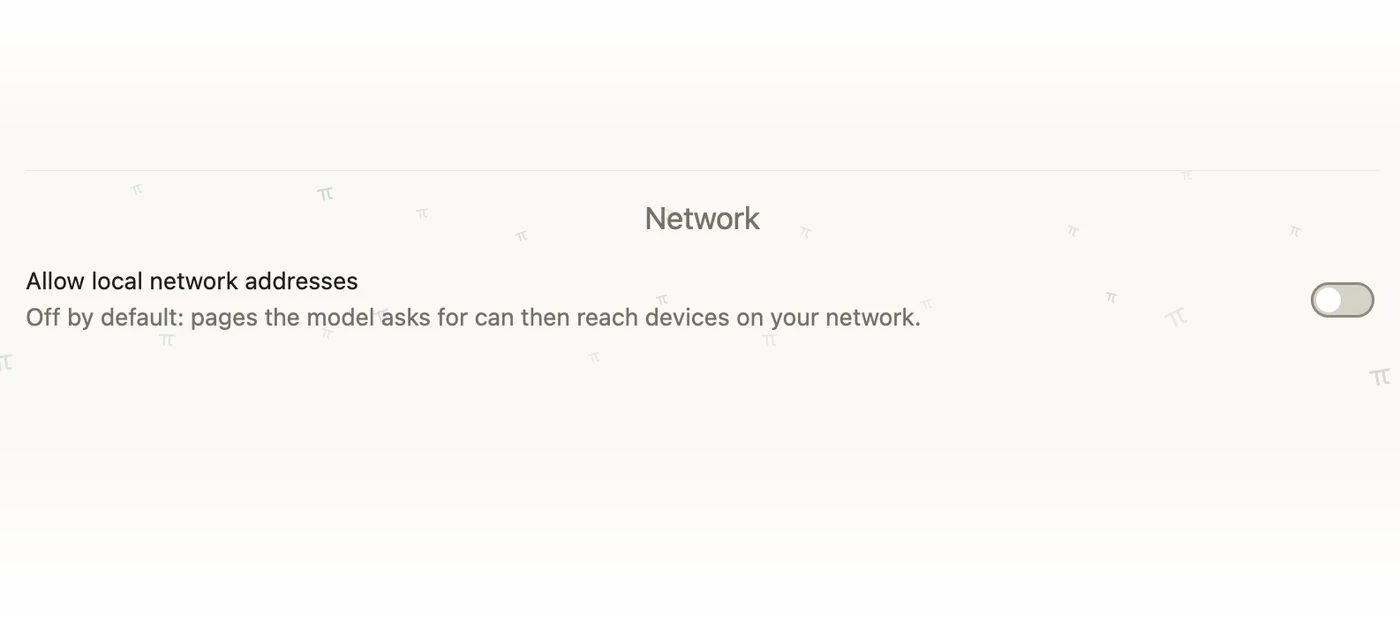 Network
Allow local network addresses
Off by default: pages the model asks for can then reach devices on your network.
π π π π π π π π π π π π π π π π π π π π